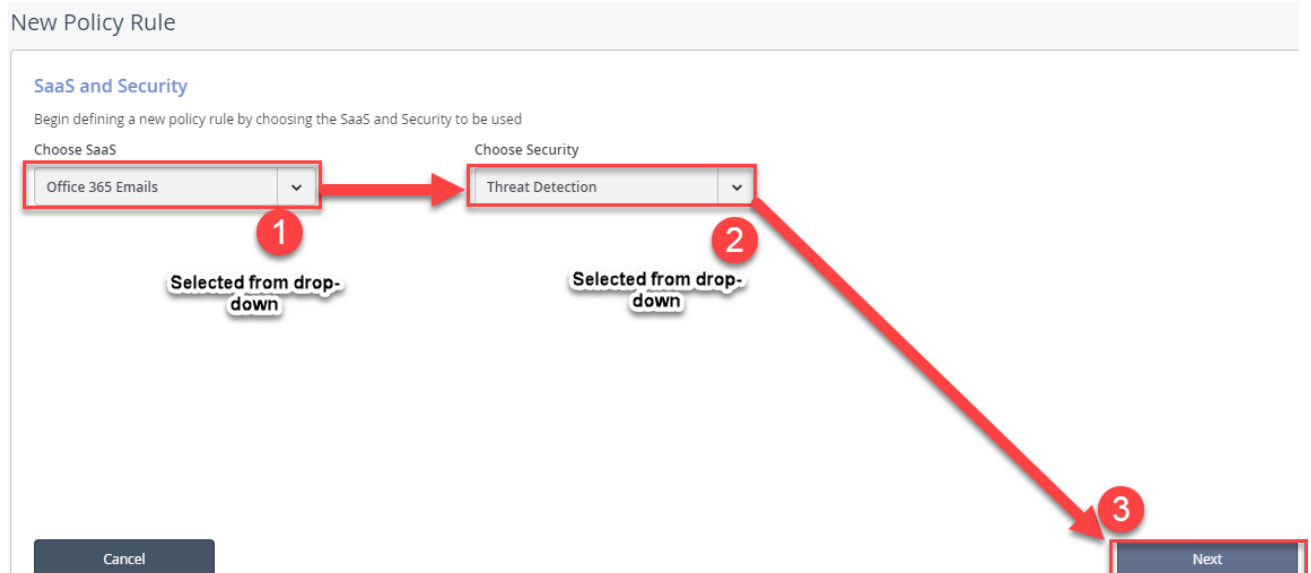 New Policy Rule
SaaS and Security
Begin defining a new policy rule by choosing the SaaS and Security to be used
Choose SaaS
Choose Security
Office 365 Emails
Threat Detection
1
2
Selected from drop-
down
Selected from drop-
down
3
Cancel
Next